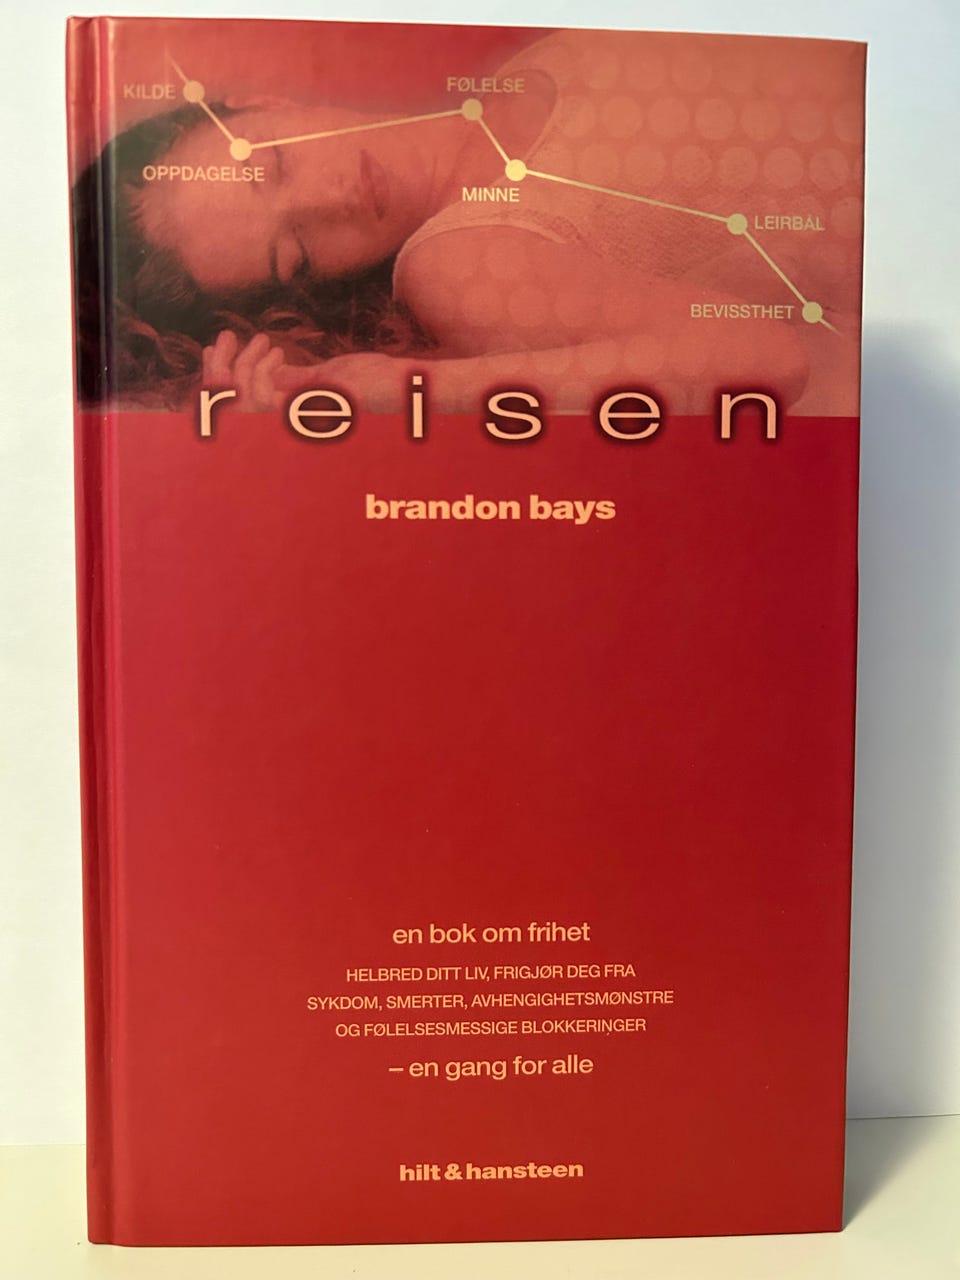 KILDE
FØLELSE
OPPDAGELSE
MINNE
LEIRBÅL
BEVISSTHET
reisen
brandon bays
en bok om frihet
HELBRED DITT LIV, FRIGJØR DEG FRA
SYKDOM, SMERTER, AVHENGIGHETSMØNSTRE
OG FØLELSESMESSIGE BLOKKERINGER
– en gang for alle
hilt & hansteen